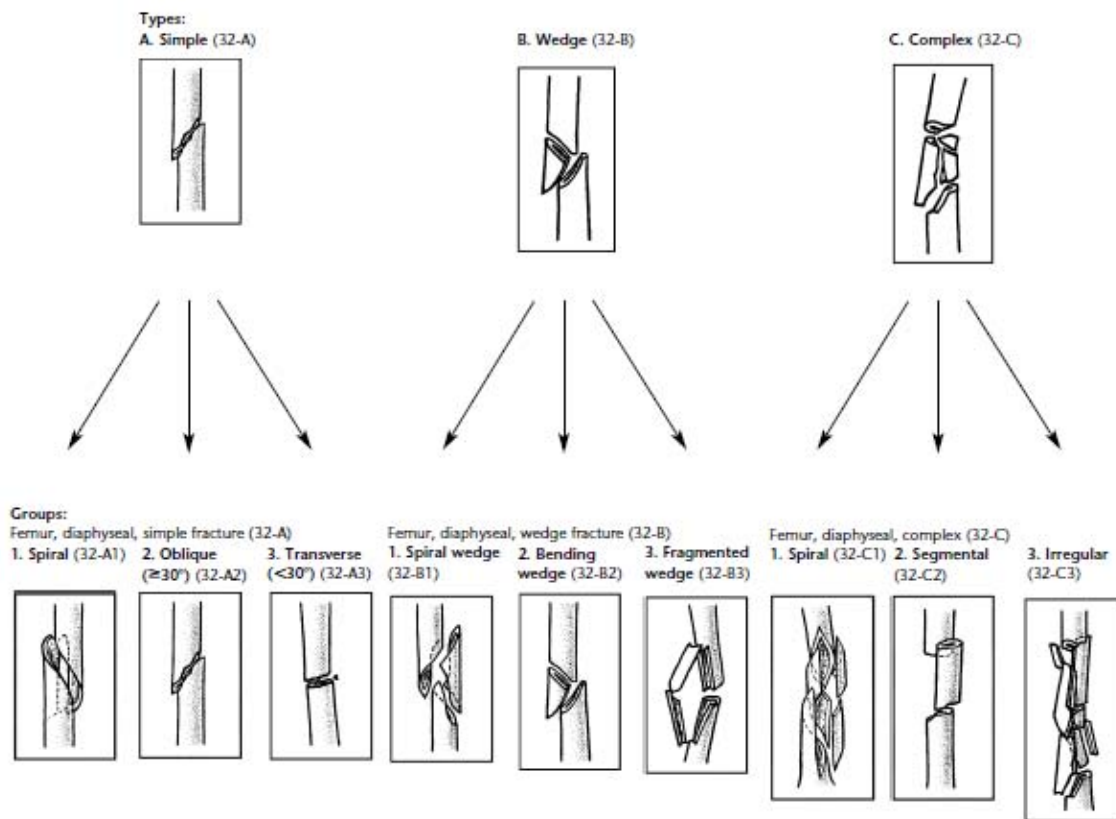 Types:
A. Simple (32-A)
B. Wedge (32-B)
C. Complex (32-C)
Groups:
Femur, diaphyseal, simple fracture (32-A)
1. Spiral (32-A1)
2. Oblique
(≥30°) (32-A2)
3. Transverse
(<30°) (32-A3)
Femur, diaphyseal, wedge fracture (32-B)
1. Spiral wedge
(32-B1)
2. Bending
wedge (32-B2)
3. Fragmented
wedge (32-B3)
Femur, diaphyseal, complex (32-C)
1. Spiral (32-C1)
2. Segmental
(32-C2)
3. Irregular
(32-C3)